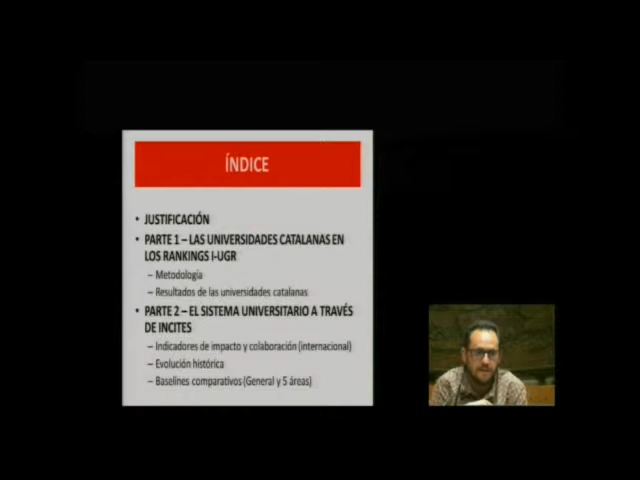 ÍNDICE
• JUSTIFICACIÓN
• PARTE 1 – LAS UNIVERSIDADES CATALANAS EN
LOS RANKINGS I-UGR
– Metodología
– Resultados de las universidades catalanas
• PARTE 2 – EL SISTEMA UNIVERSITARIO A TRAVÉS
DE INCITES
– Indicadores de impacto y colaboración (internacional)
– Evolución histórica
– Baselines comparativos (General y 5 áreas)